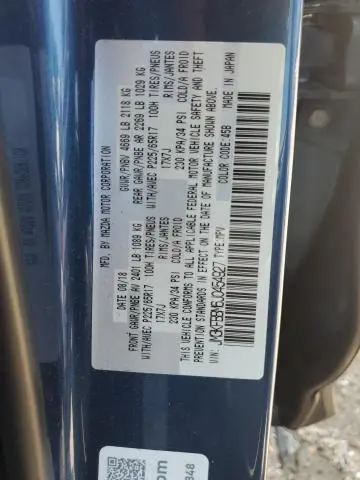 MFD. BY MAZDA MOTOR CORPORATION
DATE 08/18 GVWR/PNBV 4669 LB 2118 KG
FRONT GAWR/PNBE AV 2401 LB 1089 KG REAR GAWR/PNBE AR 2269 LB 1029 KG
WITH/AVEC P225/65R17 100H TIRES/PNEUS WITH/AVEC P225/65R17 100H TIRES/PNEUS
17X7J RIMS/JANTES 17X7J RIMS/JANTES
230 KPA/34 PSI COLD/A FROID 230 KPA/34 PSI COLD/A FROID
THIS VEHICLE CONFORMS TO ALL APPLICABLE FEDERAL MOTOR VEHICLE SAFETY AND THEFT
PREVENTION STANDARDS IN EFFECT ON THE DATE OF MANUFACTURE SHOWN ABOVE.
VIN: TYPE:MPV COLOR CODE:45B MADE IN JAPAN
com
848